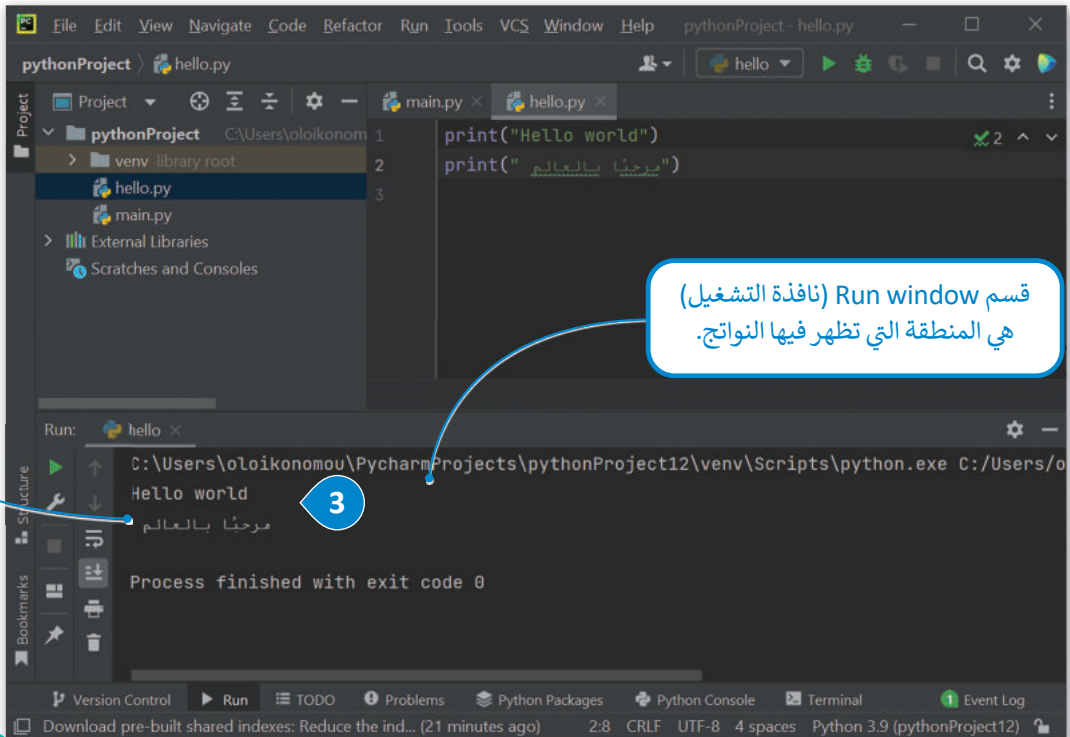 File Edit View Navigate Code Refactor Run Tools VCS Window Help pythonProject - hello.py
pythonProject hello.py hello
Project main.py hello.py
Project
pythonProject C:\Users\oloikonom
venv library root
hello.py
main.py
External Libraries
Scratches and Consoles
1 print("Hello world") 2
2 print(" مرحبًا بالعالم")
3
قسم Run window (نافذة التشغيل)
هي المنطقة التي تظهر فيها النواتج.
Run: hello
C:\Users\oloikonomou\PycharmProjects\pythonProject12\venv\Scripts\python.exe C:/Users/o
Hello world
3
مرحبًا بالعالم
Process finished with exit code 0
Structure
Bookmarks
Version Control Run TODO Problems Python Packages Python Console Terminal 1 Event Log
Download pre-built shared indexes: Reduce the ind... (21 minutes ago) 2:8 CRLF UTF-8 4 spaces Python 3.9 (pythonProject12)